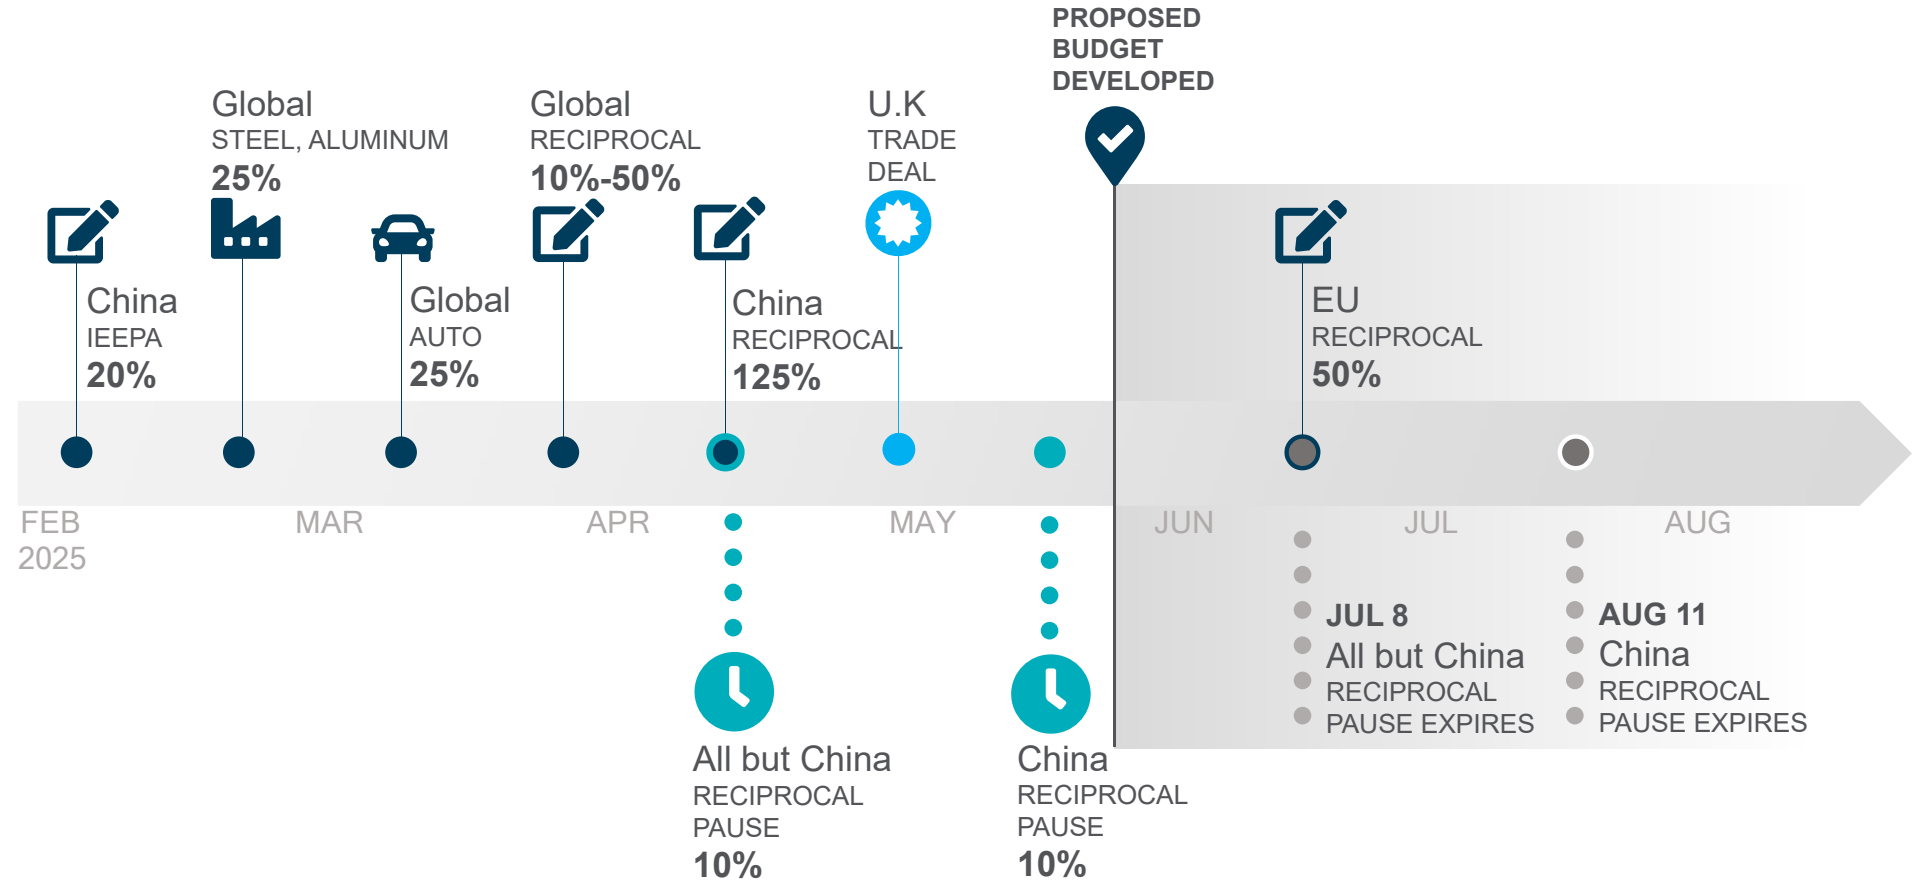 PROPOSED
BUDGET
DEVELOPED
Global
STEEL, ALUMINUM
25%
Global
RECIPROCAL
10%-50%
U.K
TRADE
DEAL
China
IEEPA
20%
Global
AUTO
25%
China
RECIPROCAL
125%
EU
RECIPROCAL
50%
FEB
2025
MAR
APR
MAY
JUN
JUL
AUG
All but China
RECIPROCAL
PAUSE
10%
China
RECIPROCAL
PAUSE
10%
JUL 8
All but China
RECIPROCAL
PAUSE EXPIRES
AUG 11
China
RECIPROCAL
PAUSE EXPIRES